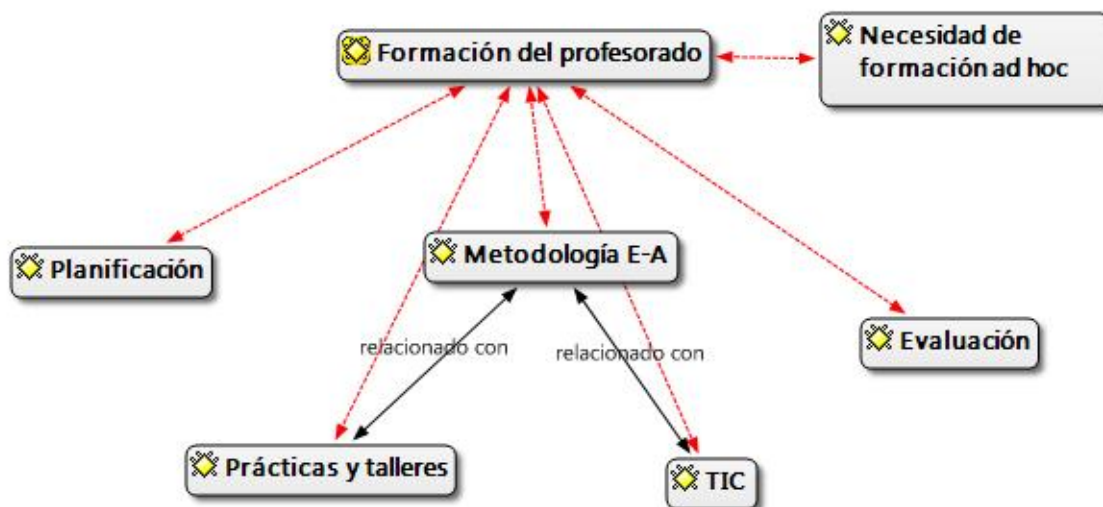 Formación del profesorado
Necesidad de
formación ad hoc
Planificación
Metodología E-A
Evaluación
relacionado con
relacionado con
Prácticas y talleres
TIC